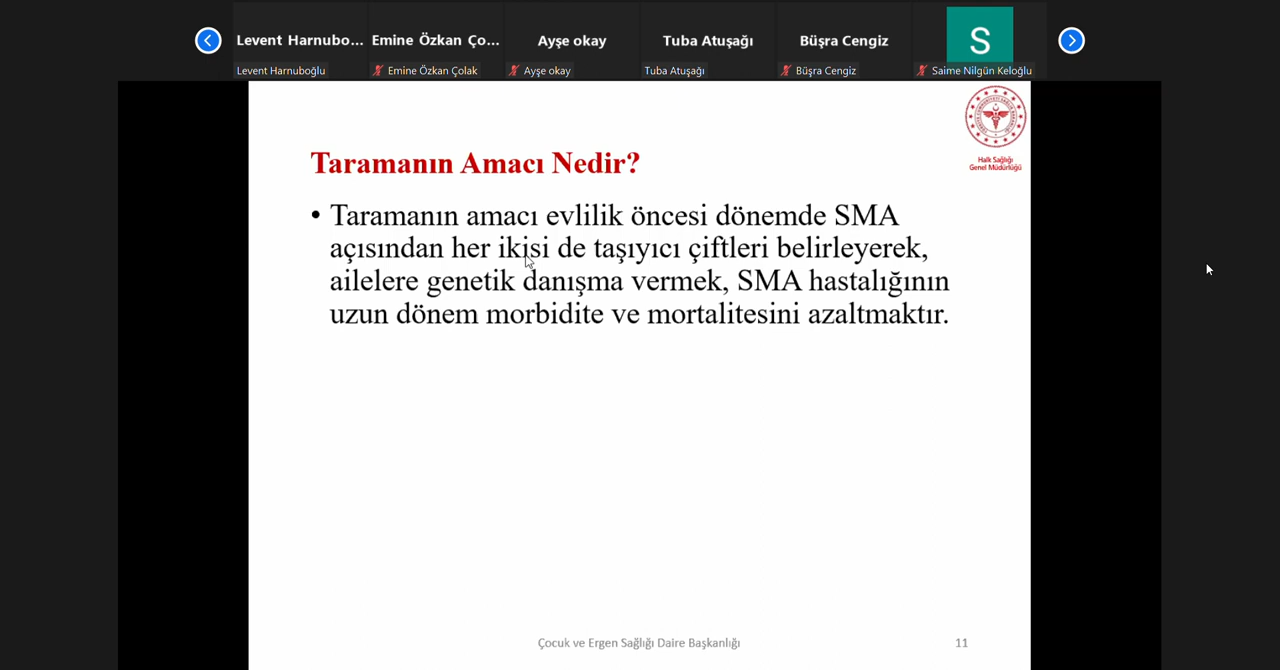 Levent Harnubo...
Emine Özkan Ço...
Ayşe okay
Tuba Atuşağı
Büşra Cengiz
S
Levent Harnuboğlu
Emine Özkan Çolak
Ayşe okay
Tuba Atuşağı
Büşra Cengiz
Saime Nilgün Keloğlu
Halk Sağlığı
Genel Müdürlüğü
Taramanın Amacı Nedir?
• Taramanın amacı evlilik öncesi dönemde SMA
açısından her ikisi de taşıyıcı çiftleri belirleyerek,
ailelere genetik danışma vermek, SMA hastalığının
uzun dönem morbidite ve mortalitesini azaltmaktır.
Çocuk ve Ergen Sağlığı Daire Başkanlığı
11